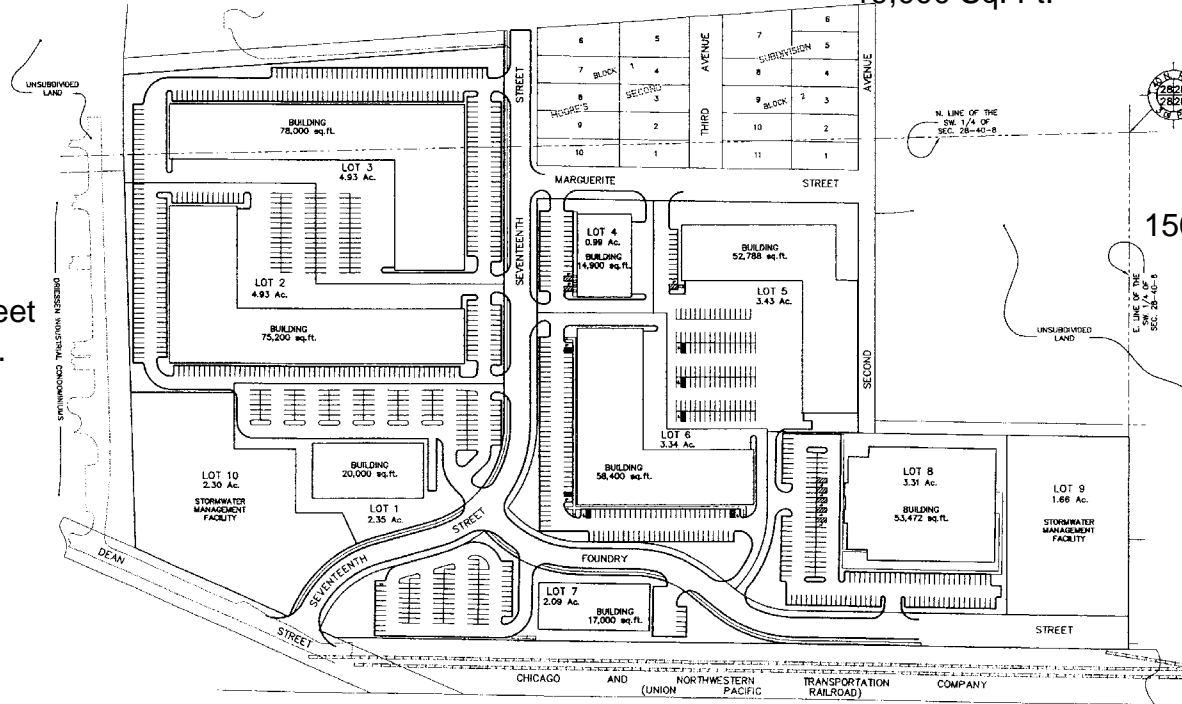 UNSUBDIVIDED
LAND
BUILDING
78,000 sq.ft.
LOT 3
4.93 Ac.
LOT 2
4.93 Ac.
BUILDING
75,200 sq.ft.
eet
.
DRIESSEN INDUSTRIAL CONDOMINIUMS
LOT 10
2.30 Ac.
STORMWATER
MANAGEMENT
FACILITY
BUILDING
20,000 sq.ft.
LOT 1
2.35 Ac.
DEAN
STREET
SEVENTEENTH
STREET
STREET
SEVENTEENTH
6
7
8
9
10
5
4
3
2
1
BLOCK 1
MOORE'S
SECOND
SUBDIVISION
THIRD
AVENUE
7
8
9
10
11
BLOCK 2
6
5
4
3
2
1
AVENUE
SECOND
MARGUERITE
STREET
N. LINE OF THE
SW. 1/4 OF
SEC. 28-40-8
150
E. LINE OF THE
SW. 1/4 OF
SEC. 28-40-8
UNSUBDIVIDED
LAND
LOT 4
0.99 Ac.
BUILDING
14,900 sq.ft.
BUILDING
52,788 sq.ft.
LOT 5
3.43 Ac.
LOT 6
3.34 Ac.
BUILDING
58,400 sq.ft.
LOT 8
3.31 Ac.
BUILDING
53,472 sq.ft.
LOT 9
1.66 Ac.
STORMWATER
MANAGEMENT
FACILITY
FOUNDRY
STREET
LOT 7
2.09 Ac.
BUILDING
17,000 sq.ft.
CHICAGO AND NORTHWESTERN TRANSPORTATION COMPANY
(UNION PACIFIC RAILROAD)